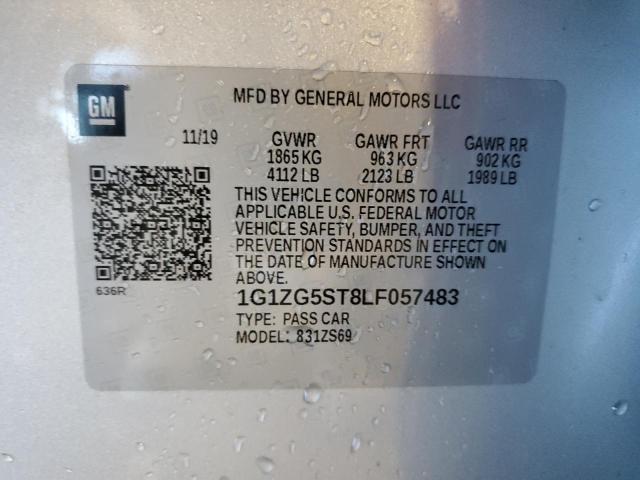 GM
MFD BY GENERAL MOTORS LLC
11/19 GVWR GAWR FRT GAWR RR
1865 KG 963 KG 902 KG
4112 LB 2123 LB 1989 LB
THIS VEHICLE CONFORMS TO ALL
APPLICABLE U.S. FEDERAL MOTOR
VEHICLE SAFETY, BUMPER, AND THEFT
PREVENTION STANDARDS IN EFFECT ON
THE DATE OF MANUFACTURE SHOWN
ABOVE.
636R
1G1ZG5ST8LF057483
TYPE: PASS CAR
MODEL: 831ZS69